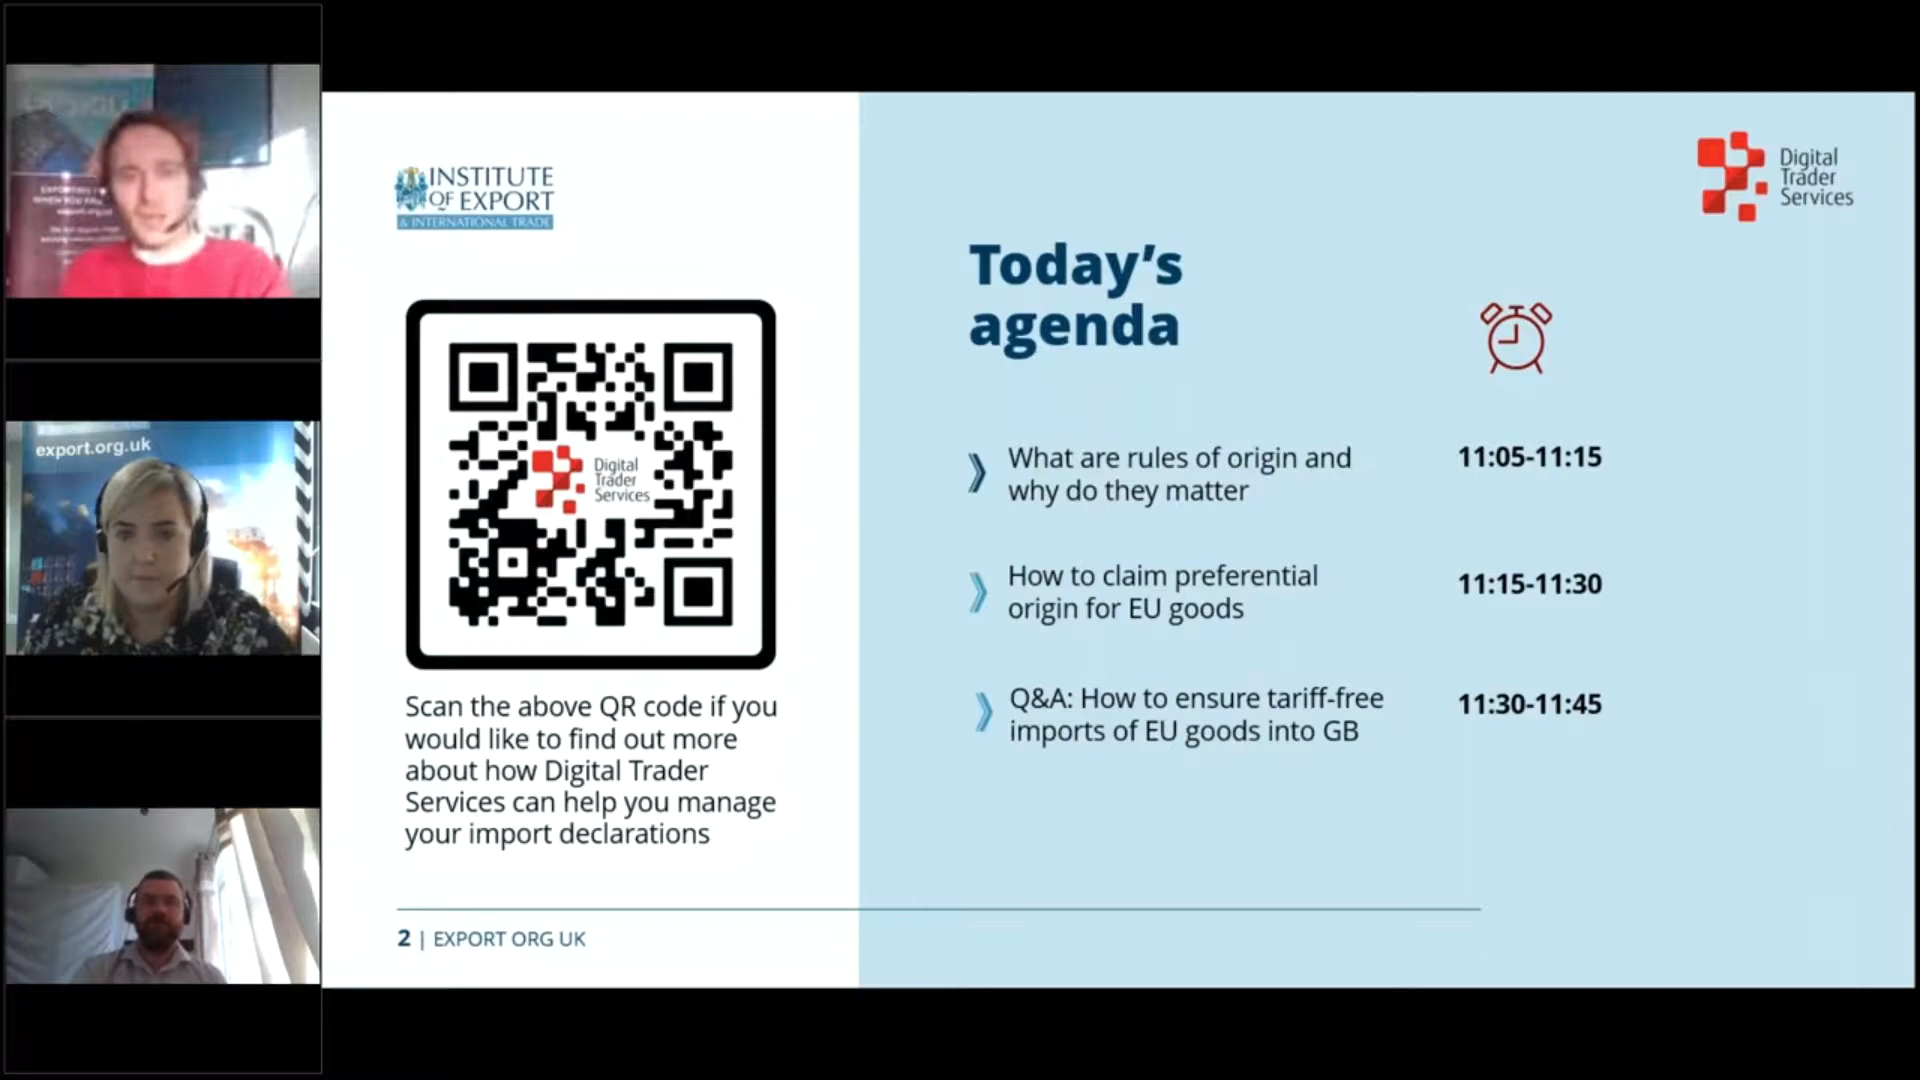 export.org.uk
INSTITUTE
OF EXPORT
& INTERNATIONAL TRADE
Digital
Trader
Services
Scan the above QR code if you
would like to find out more
about how Digital Trader
Services can help you manage
your import declarations
2 | EXPORT ORG UK
Digital
Trader
Services
Today's
agenda
What are rules of origin and
why do they matter
11:05-11:15
How to claim preferential
origin for EU goods
11:15-11:30
Q&A: How to ensure tariff-free
imports of EU goods into GB
11:30-11:45